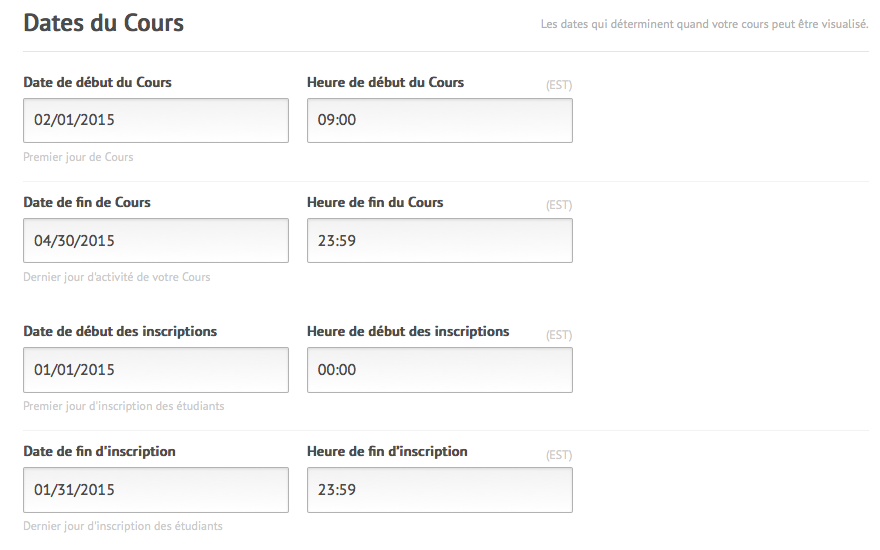 Dates du Cours
Les dates qui déterminent quand votre cours peut être visualisé.
Date de début du Cours
Heure de début du Cours
(EST)
02/01/2015
09:00
Premier jour de Cours
Date de fin de Cours
Heure de fin du Cours
(EST)
04/30/2015
23:59
Dernier jour d'activité de votre Cours
Date de début des inscriptions
Heure de début des inscriptions
(EST)
01/01/2015
00:00
Premier jour d'inscription des étudiants
Date de fin d'inscription
Heure de fin d'inscription
(EST)
01/31/2015
23:59
Dernier jour d'inscription des étudiants